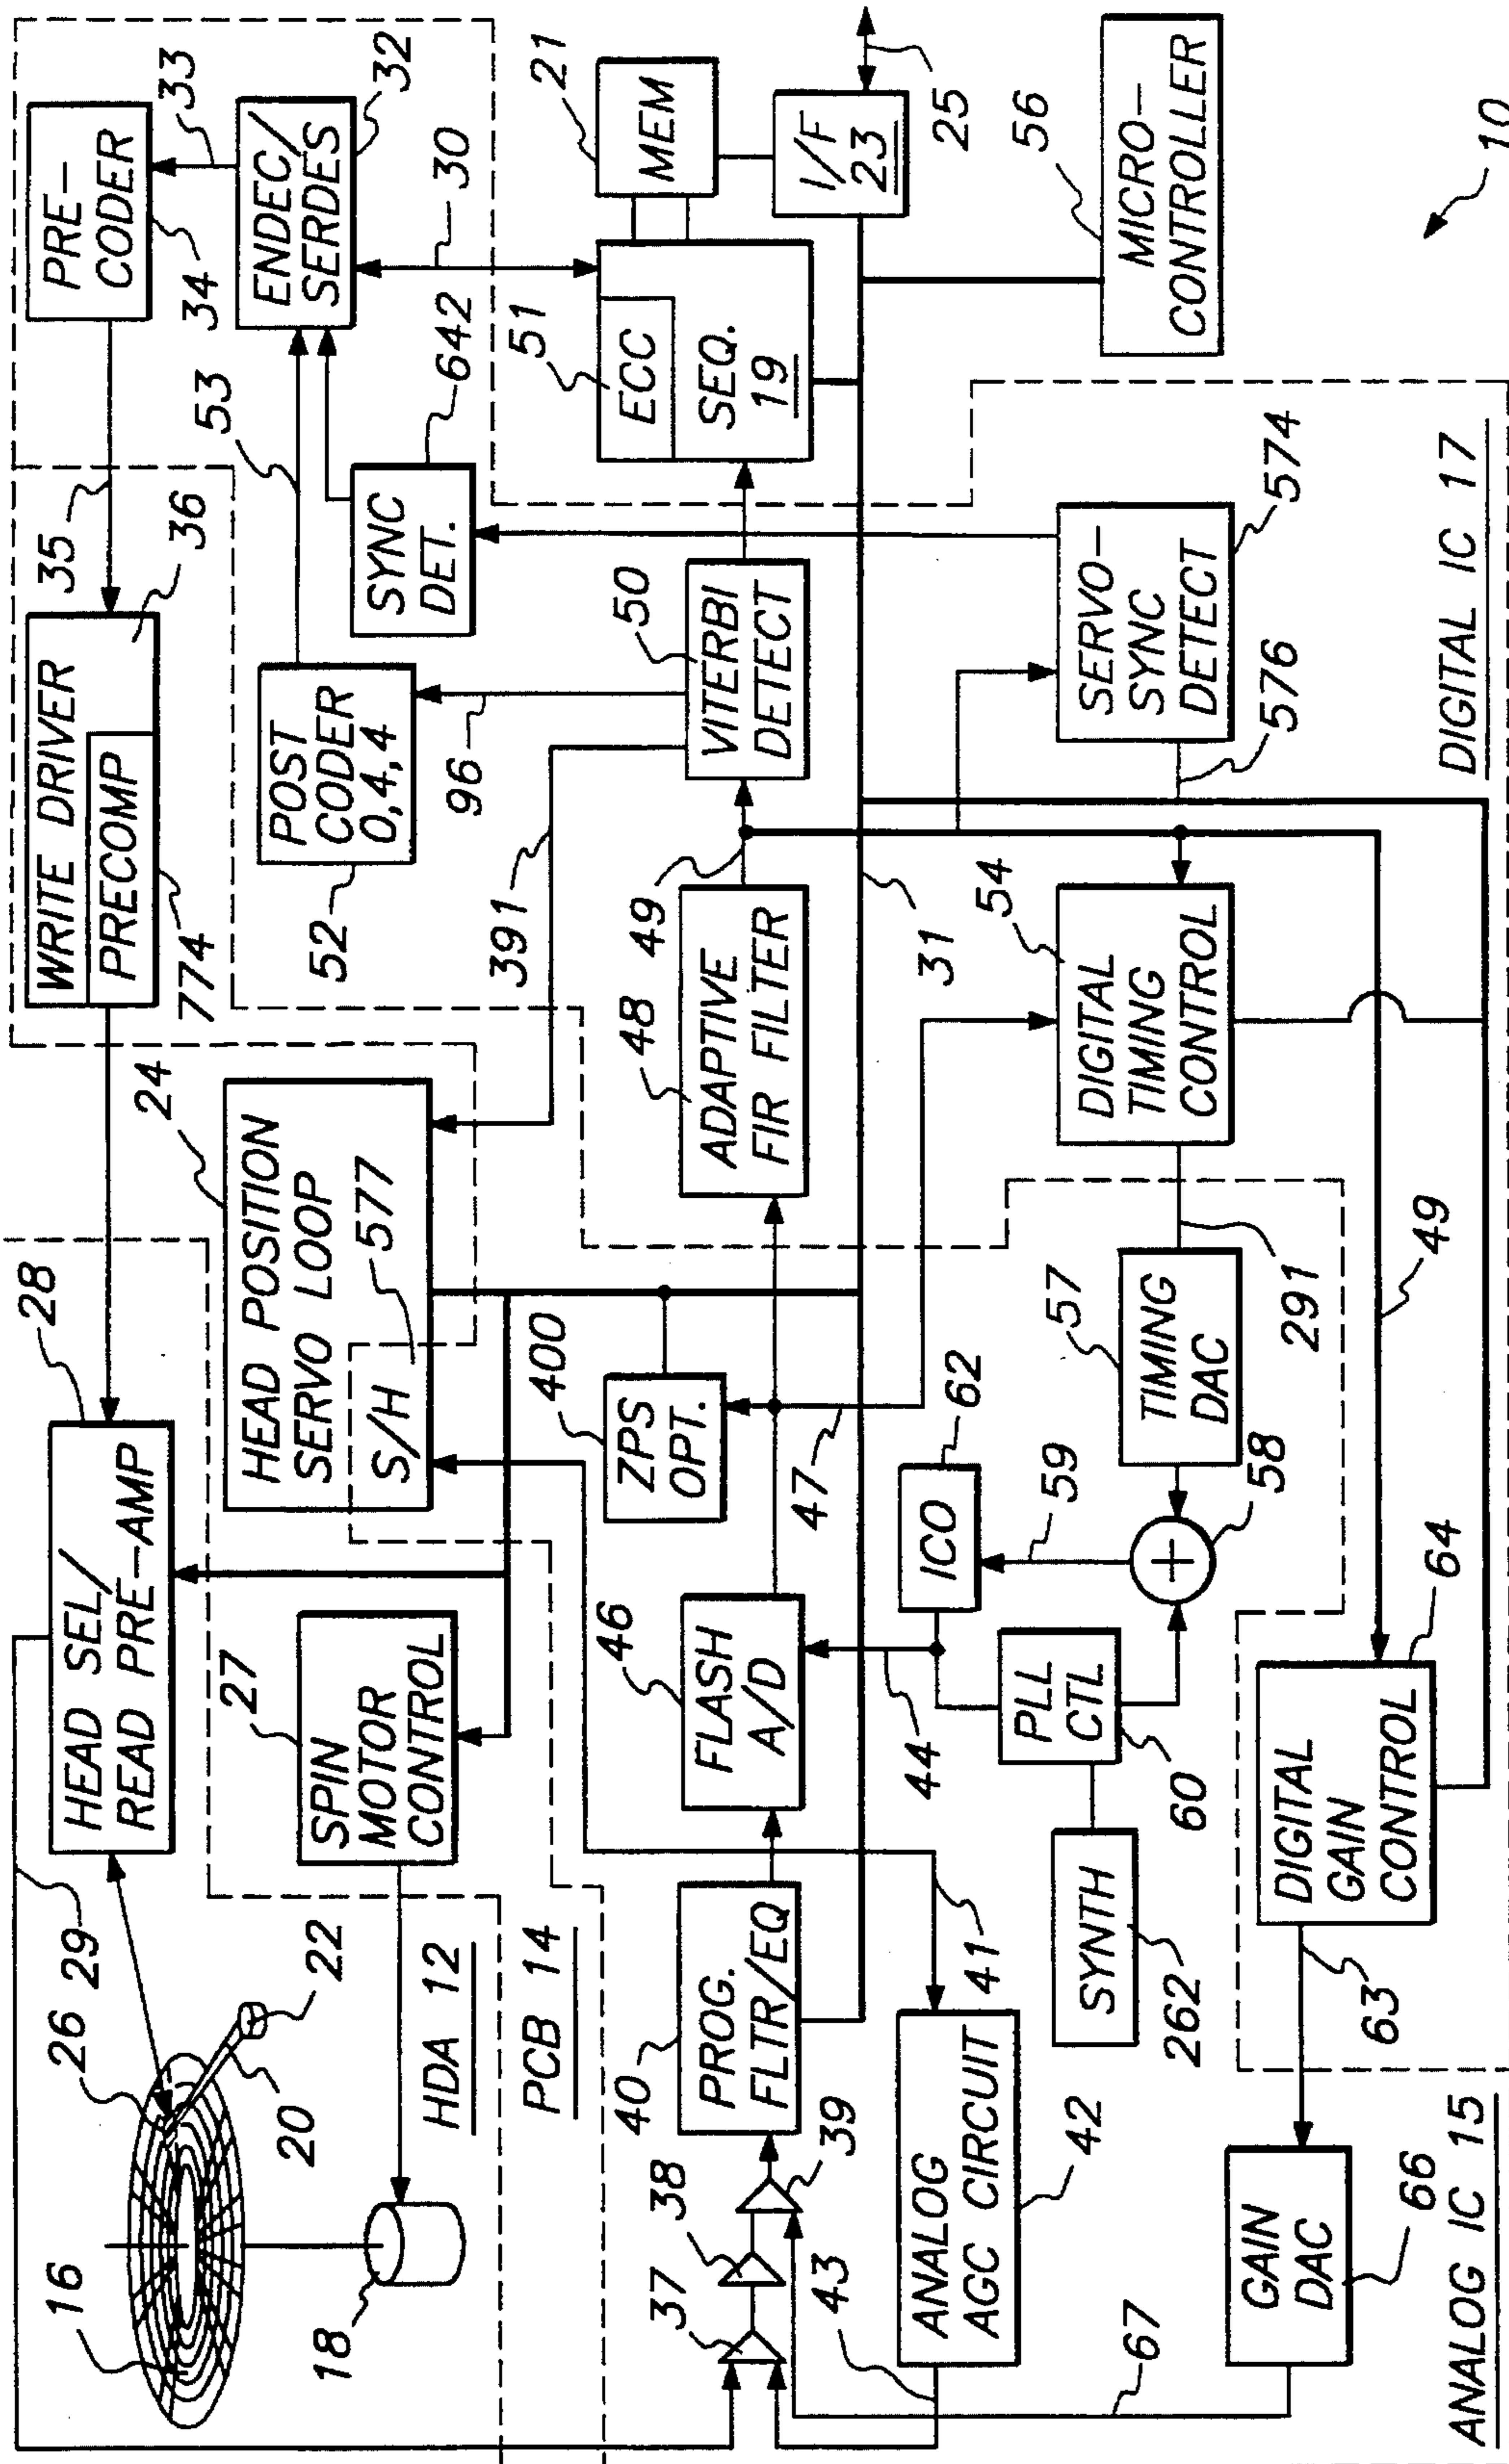 16
26
29
20
22
18
HEAD SEL/
READ PRE-AMP
28
WRITE DRIVER
PRECOMP
774
36
35
PRE-
CODER
34
33
ENDEC/
SERDES
32
SPIN
MOTOR
CONTROL
27
HEAD POSITION
SERVO LOOP
S/H
577
24
POST
CODER
0,4,4
52
53
SYNC
DET.
642
30
HDA 12
PCB 14
391
96
37
38
39
PROG.
FLTR/EQ
40
FLASH
A/D
46
ZPS
OPT.
400
47
ADAPTIVE
FIR FILTER
48
49
VITERBI
DETECT
50
ECC
51
SEQ.
19
MEM
21
I/F
23
25
31
43
ANALOG
AGC CIRCUIT
42
41
44
ICO
62
59
PLL
CTL
60
58
SYNTH
262
TIMING
DAC
57
291
DIGITAL
TIMING
CONTROL
54
SERVO-
SYNC
DETECT
574
576
MICRO-
CONTROLLER
56
67
GAIN
DAC
66
63
DIGITAL
GAIN
CONTROL
64
49
ANALOG IC 15
DIGITAL IC 17
10